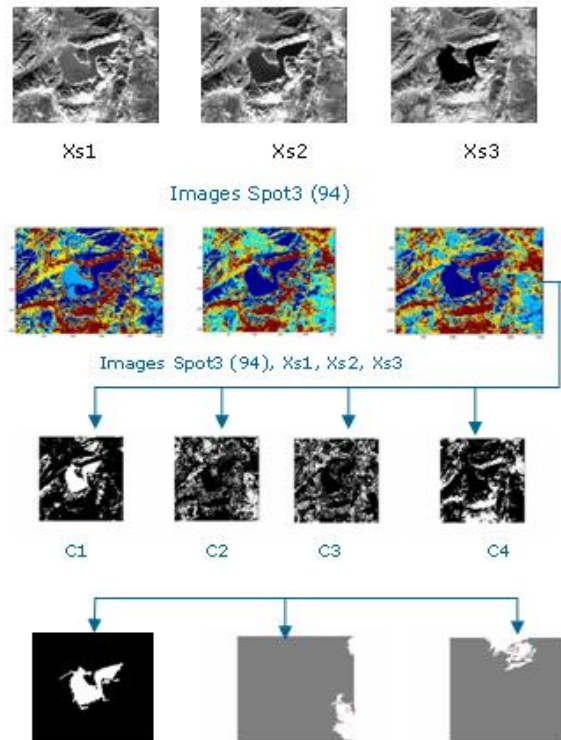 Xs1 Xs2 Xs3
Images Spot3 (94)
Images Spot3 (94), Xs1, Xs2, Xs3
C1 C2 C3 C4